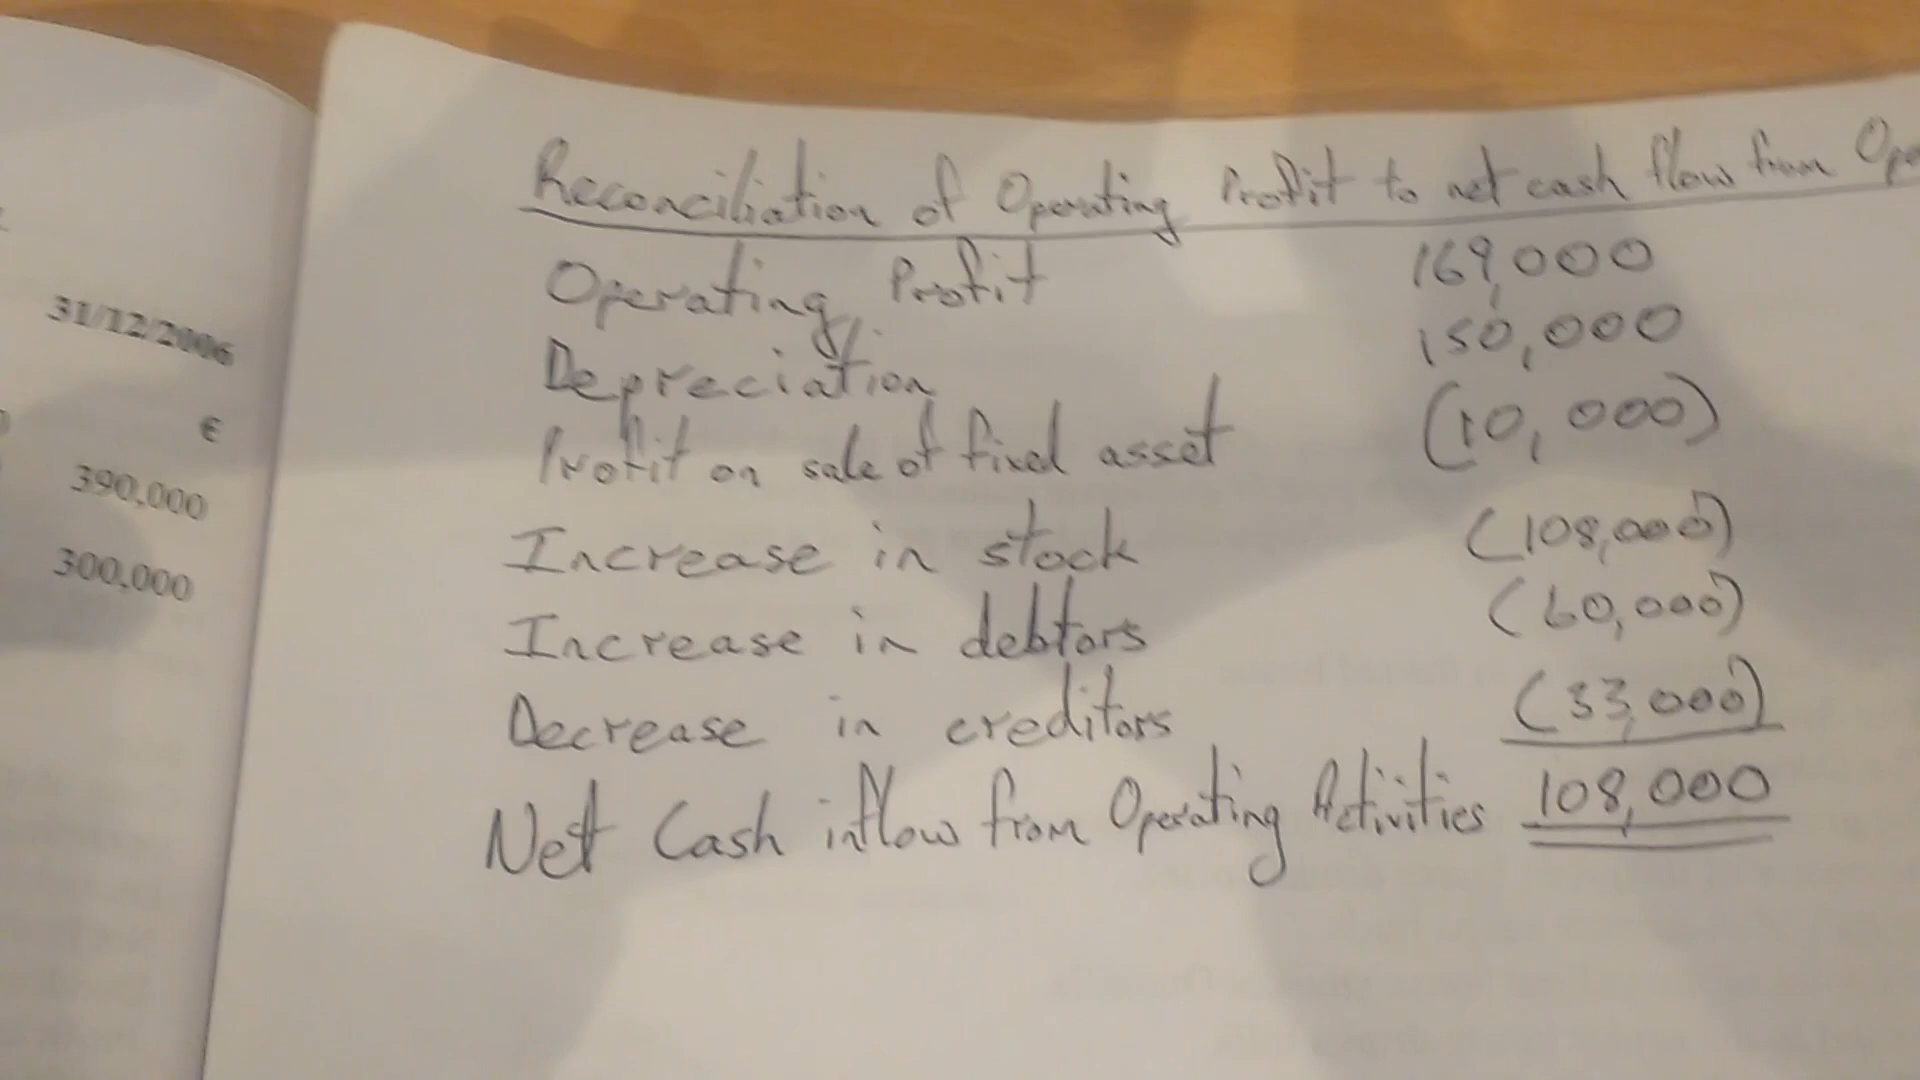 31/12/2006
€
390,000
300,000
Reconciliation of Operating Profit to net cash flow from Ope
Operating Profit 169,000
Depreciation 150,000
Profit on sale of fixed asset (10,000)
Increase in stock (108,000)
Increase in debtors (60,000)
Decrease in creditors (33,000)
Net Cash inflow from Operating Activities 108,000